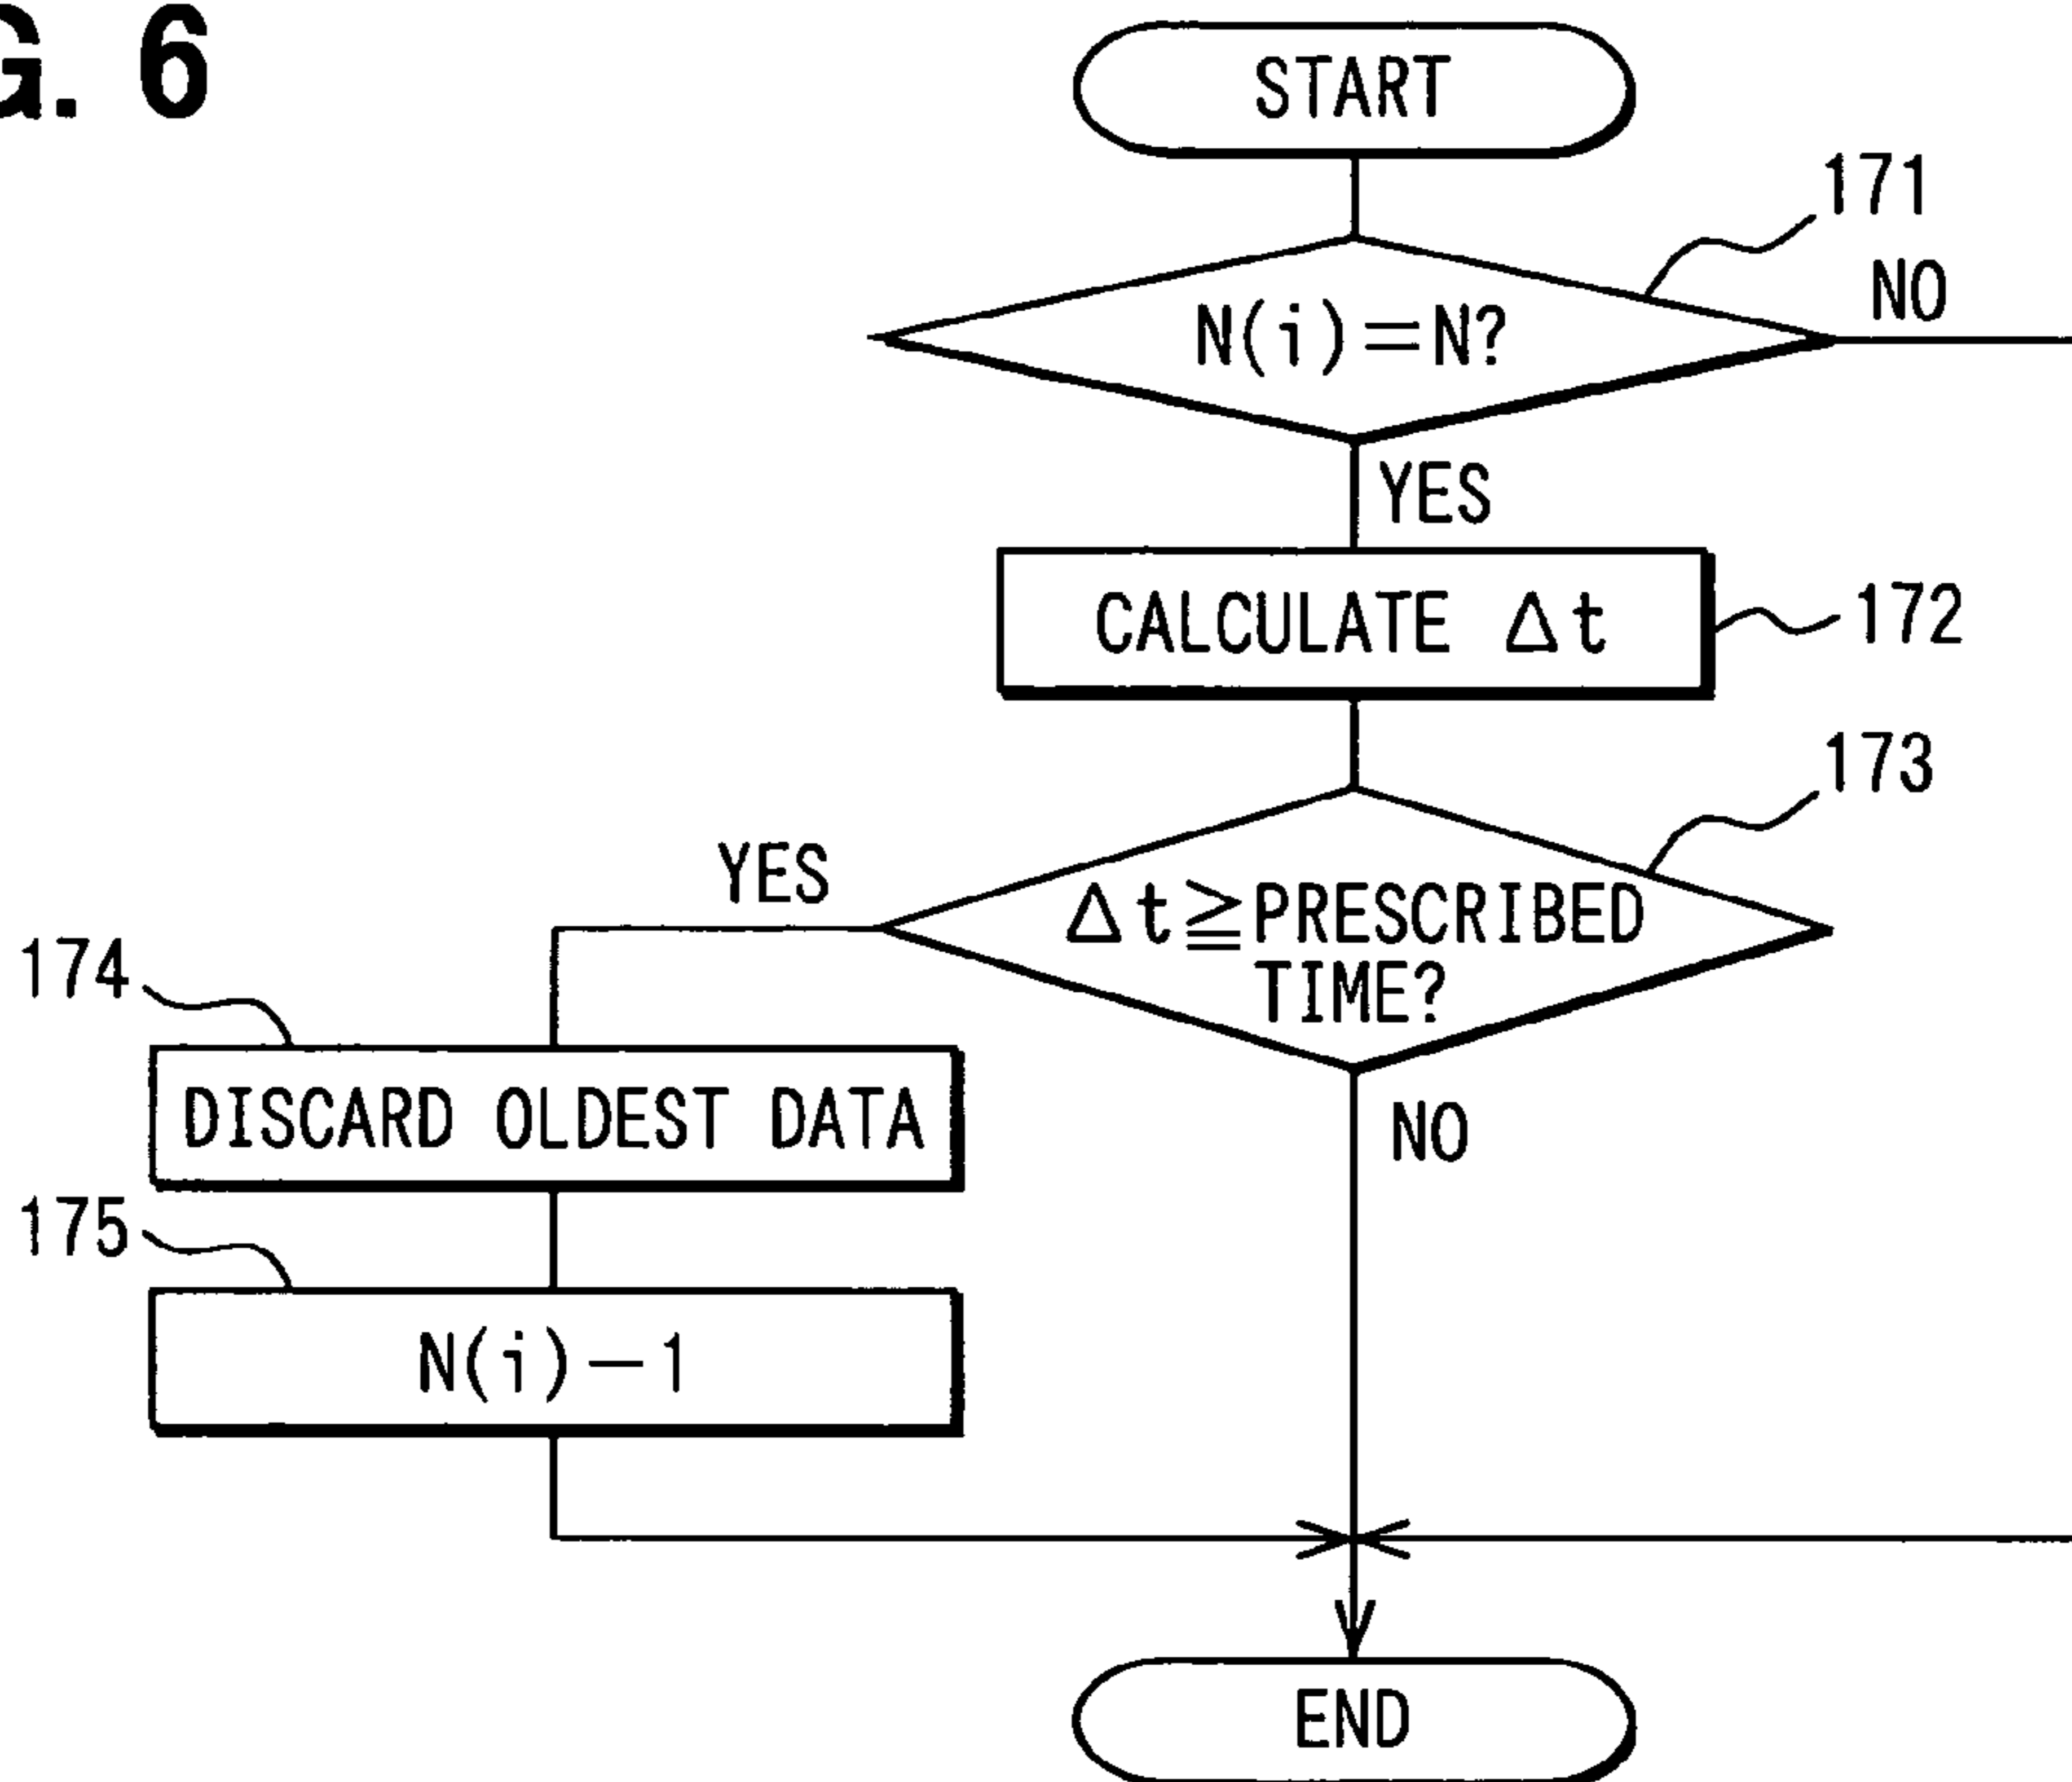 G. 6
START
171
N(i)=N?
NO
YES
CALCULATE Δt
172
173
YES
Δt≧PRESCRIBED
TIME?
174
DISCARD OLDEST DATA
NO
175
N(i)−1
END